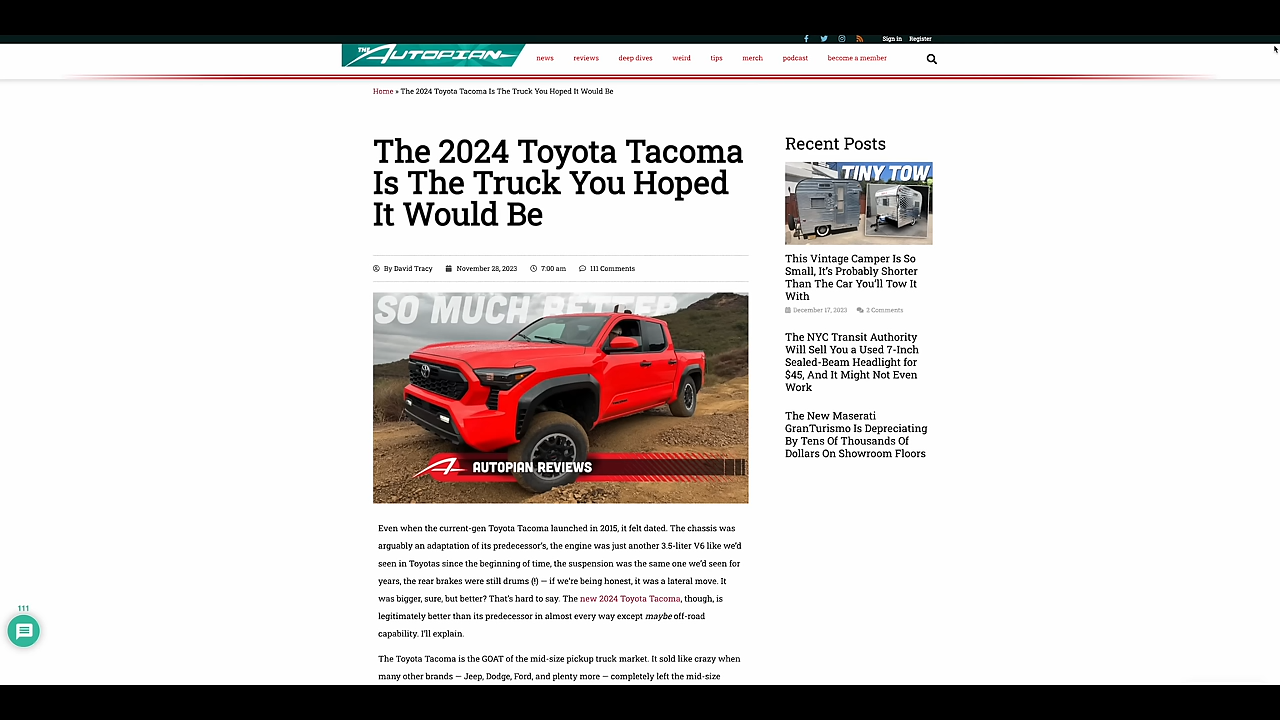 Sign in Register
THE AUTOPIAN
news reviews deep dives weird tips merch podcast become a member
Home » The 2024 Toyota Tacoma Is The Truck You Hoped It Would Be
The 2024 Toyota Tacoma
Is The Truck You Hoped
It Would Be
By David Tracy November 28, 2023 7:00 am 111 Comments
SO MUCH BETTER
AUTOPIAN REVIEWS
Even when the current-gen Toyota Tacoma launched in 2015, it felt dated. The chassis was
arguably an adaptation of its predecessor's, the engine was just another 3.5-liter V6 like we'd
seen in Toyotas since the beginning of time, the suspension was the same one we'd seen for
years, the rear brakes were still drums (!) — if we're being honest, it was a lateral move. It
was bigger, sure, but better? That's hard to say. The new 2024 Toyota Tacoma, though, is
legitimately better than its predecessor in almost every way except maybe off-road
capability. I'll explain.
The Toyota Tacoma is the GOAT of the mid-size pickup truck market. It sold like crazy when
many other brands — Jeep, Dodge, Ford, and plenty more — completely left the mid-size
Recent Posts
TINY TOW
This Vintage Camper Is So
Small, It's Probably Shorter
Than The Car You'll Tow It
With
December 17, 2023 2 Comments
The NYC Transit Authority
Will Sell You a Used 7-Inch
Sealed-Beam Headlight for
$45, And It Might Not Even
Work
The New Maserati
GranTurismo Is Depreciating
By Tens Of Thousands Of
Dollars On Showroom Floors
111